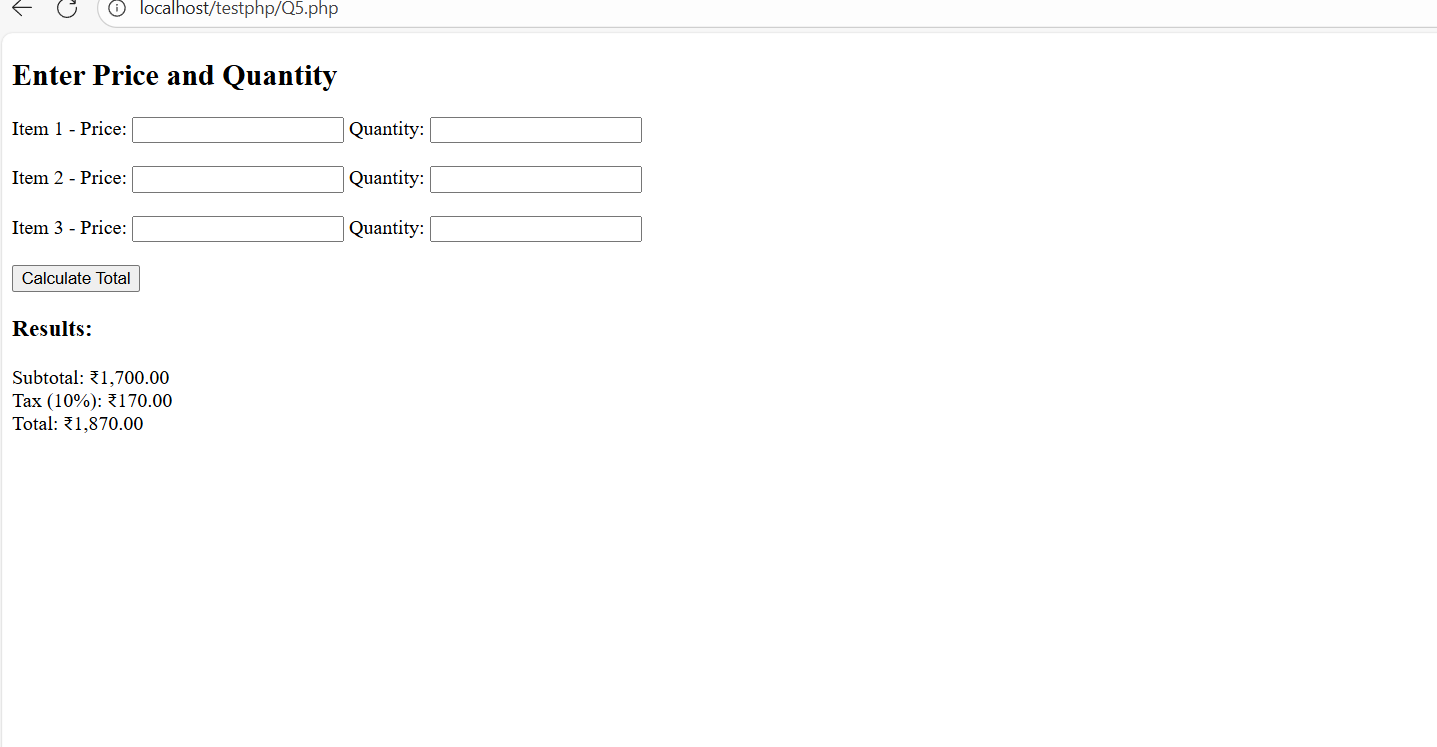 localhost/testphp/Q5.php
Enter Price and Quantity
Item 1 - Price: Quantity:
Item 2 - Price: Quantity:
Item 3 - Price: Quantity:
Calculate Total
Results:
Subtotal: ₹1,700.00
Tax (10%): ₹170.00
Total: ₹1,870.00